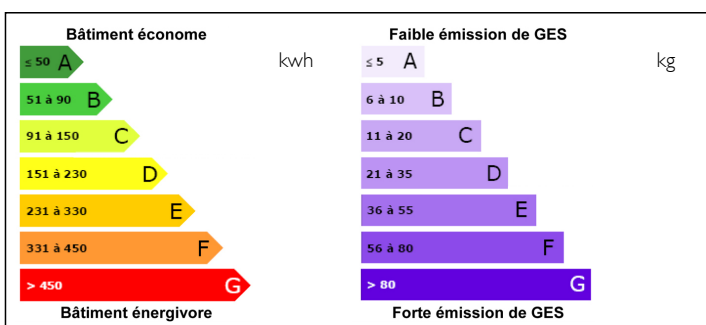 Bâtiment économe
kwh
≤ 50 A
51 à 90 B
91 à 150 C
151 à 230 D
231 à 330 E
331 à 450 F
> 450 G
Bâtiment énergivore
Faible émission de GES
kg
≤ 5 A
6 à 10 B
11 à 20 C
21 à 35 D
36 à 55 E
56 à 80 F
> 80 G
Forte émission de GES